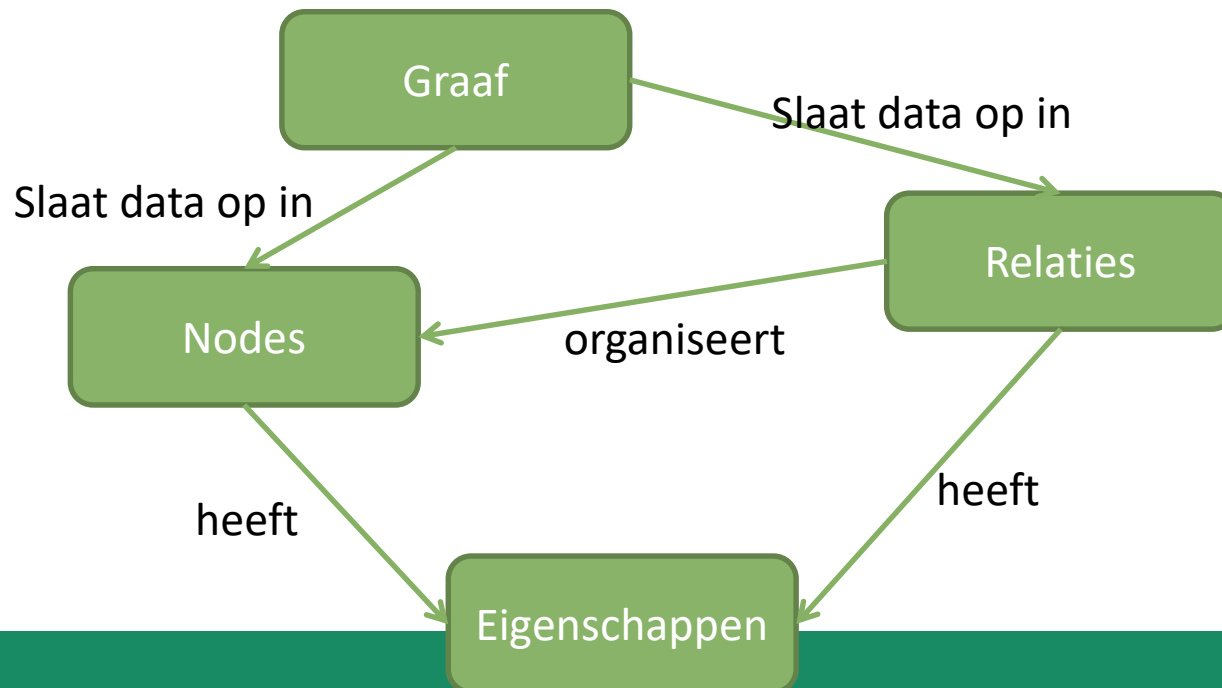 Graaf
Slaat data op in
Slaat data op in
Relaties
Nodes
organiseert
heeft
heeft
Eigenschappen